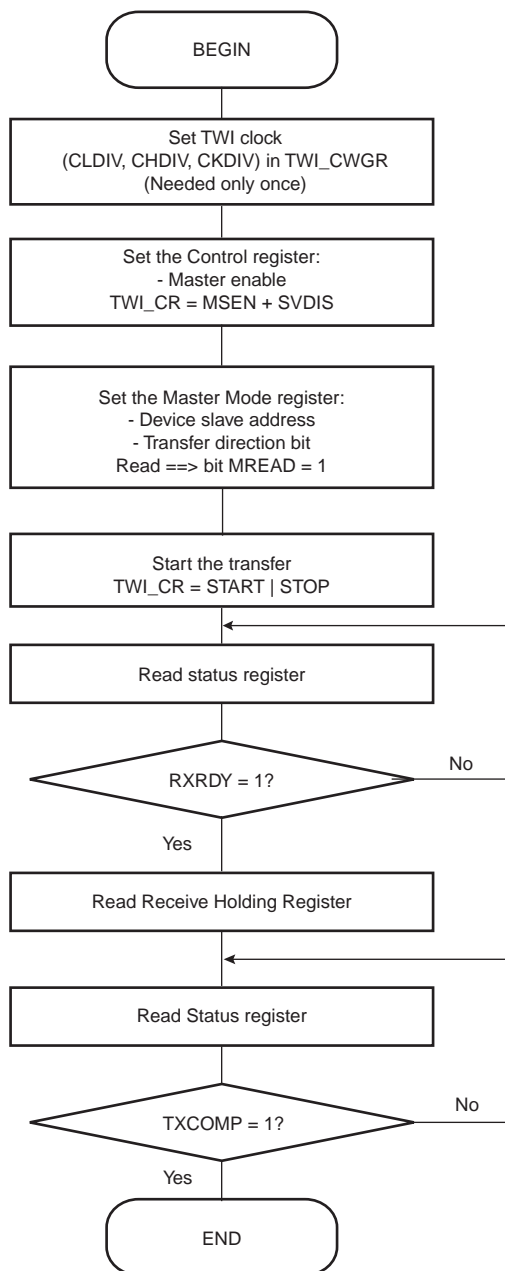 BEGIN
Set TWI clock
(CLDIV, CHDIV, CKDIV) in TWI_CWGR
(Needed only once)
Set the Control register:
- Master enable
TWI_CR = MSEN + SVDIS
Set the Master Mode register:
- Device slave address
- Transfer direction bit
Read ==> bit MREAD = 1
Start the transfer
TWI_CR = START | STOP
Read status register
RXRDY = 1?
No
Yes
Read Receive Holding Register
Read Status register
TXCOMP = 1?
No
Yes
END